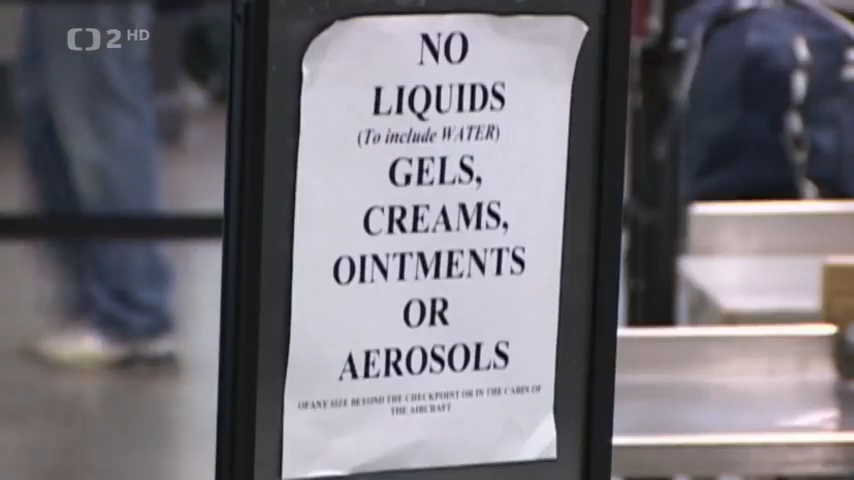 2 HD
NO
LIQUIDS
(To include WATER)
GELS,
CREAMS,
OINTMENTS
OR
AEROSOLS
OF ANY SIZE BEYOND THE CHECKPOINT OR IN THE CABIN OF
THE AIRCRAFT